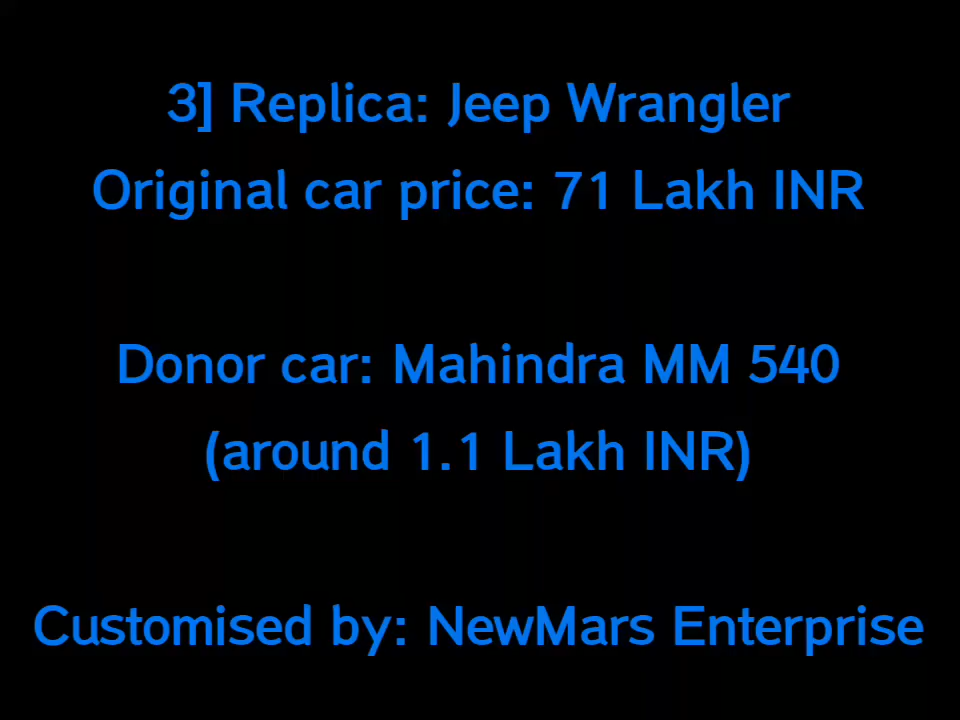 3] Replica: Jeep Wrangler
Original car price: 71 Lakh INR
Donor car: Mahindra MM 540
(around 1.1 Lakh INR)
Customised by: NewMars Enterprise